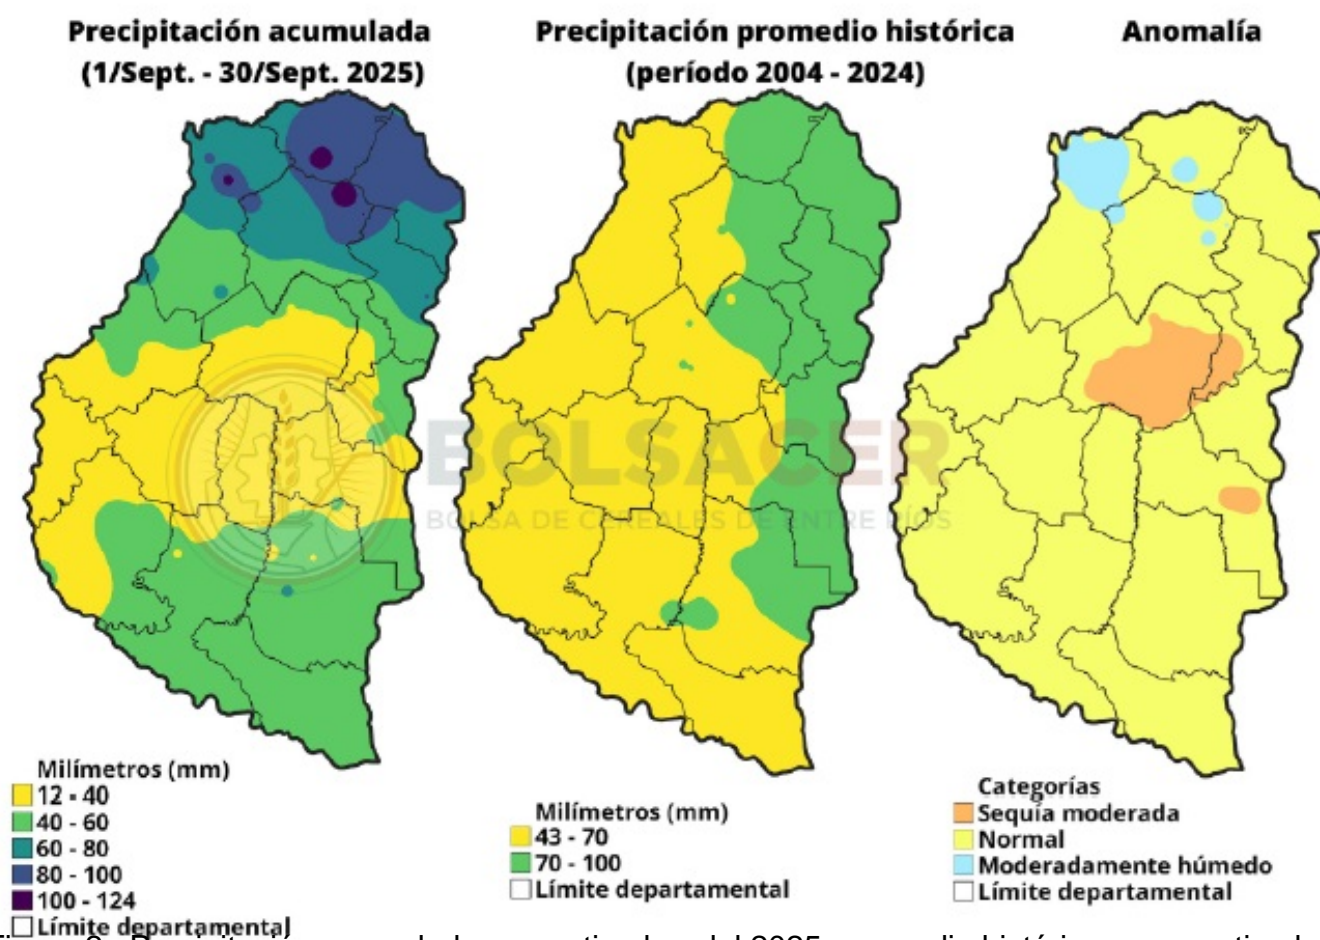 Precipitación acumulada
(1/Sept. - 30/Sept. 2025)
Precipitación promedio histórica
(período 2004 - 2024)
Anomalía
BOLSACER
BOLSA DE CEREALES DE ENTRE RÍOS
Milímetros (mm)
12 - 40
40 - 60
60 - 80
80 - 100
100 - 124
Límite departamental
Milímetros (mm)
43 - 70
70 - 100
Límite departamental
Categorías
Sequía moderada
Normal
Moderadamente húmedo
Límite departamental